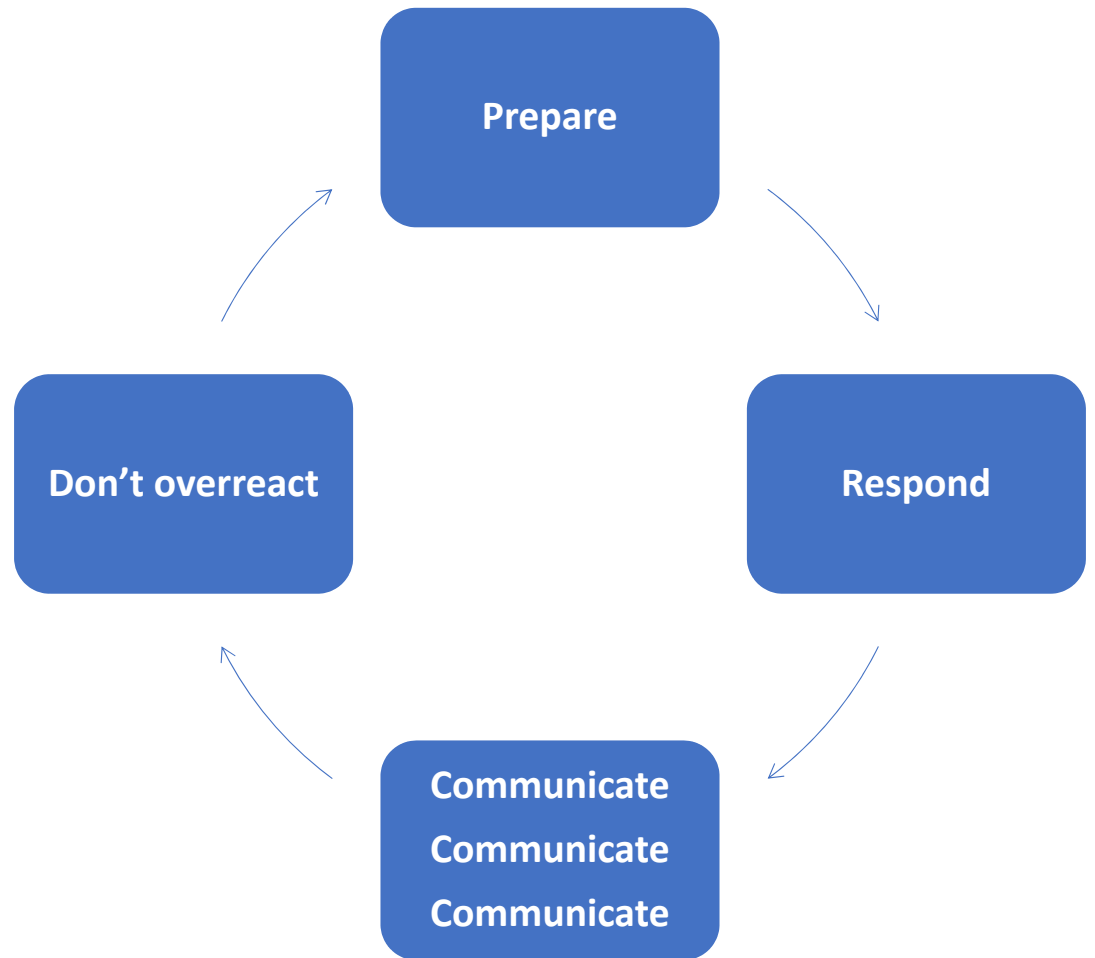 Prepare
Respond
Communicate
Communicate
Communicate
Don’t overreact